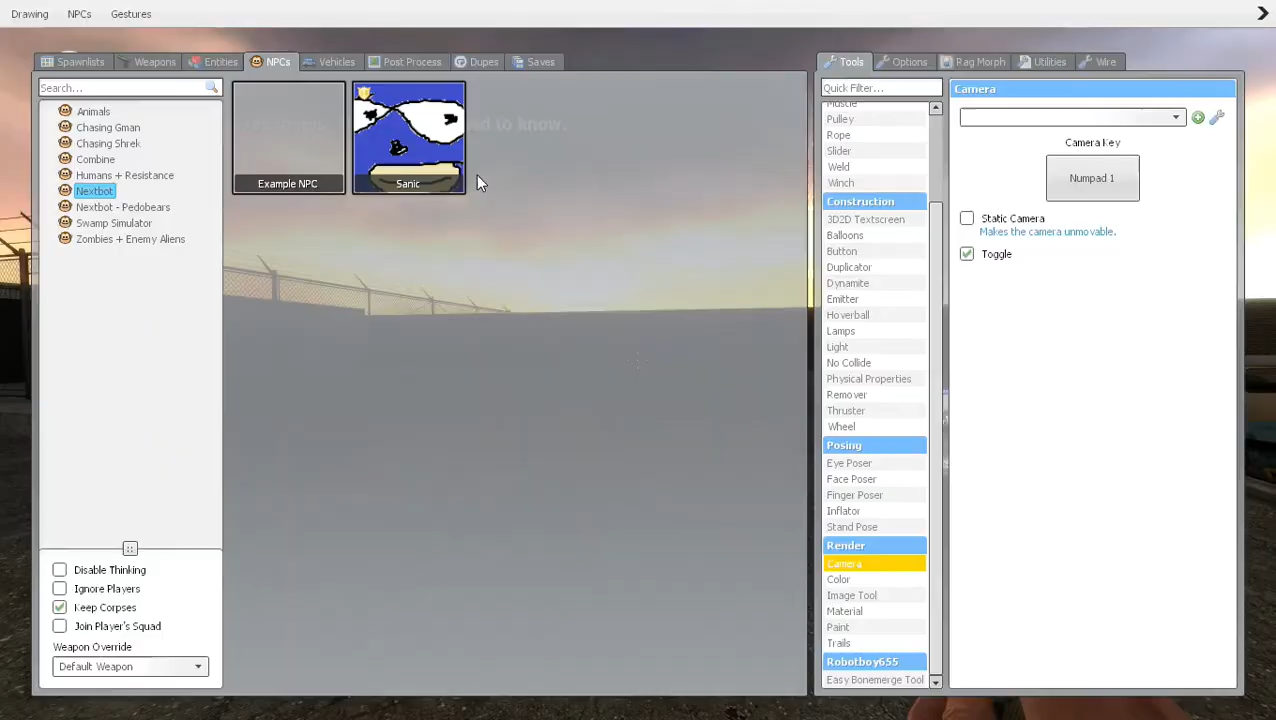 Drawing NPCs Gestures
Spawnlists Weapons Entities NPCs Vehicles Post Process Dupes Saves
Search...
Animals
Chasing Gman
Chasing Shrek
Combine
Humans + Resistance
Nextbot
Nextbot - Pedobears
Swamp Simulator
Zombies + Enemy Aliens
Disable Thinking
Ignore Players
Keep Corpses
Join Player's Squad
Weapon Override
Default Weapon
to know.
Example NPC
Sanic
Tools Options Rag Morph Utilities Wire
Quick Filter...
Muscle
Pulley
Rope
Slider
Weld
Winch
Construction
3D2D Textscreen
Balloons
Button
Duplicator
Dynamite
Emitter
Hoverball
Lamps
Light
No Collide
Physical Properties
Remover
Thruster
Wheel
Posing
Eye Poser
Face Poser
Finger Poser
Inflator
Stand Pose
Render
Camera
Color
Image Tool
Material
Paint
Trails
Robotboy655
Easy Bonemerge Tool
Camera
Camera Key
Numpad 1
Static Camera
Makes the camera unmovable.
Toggle